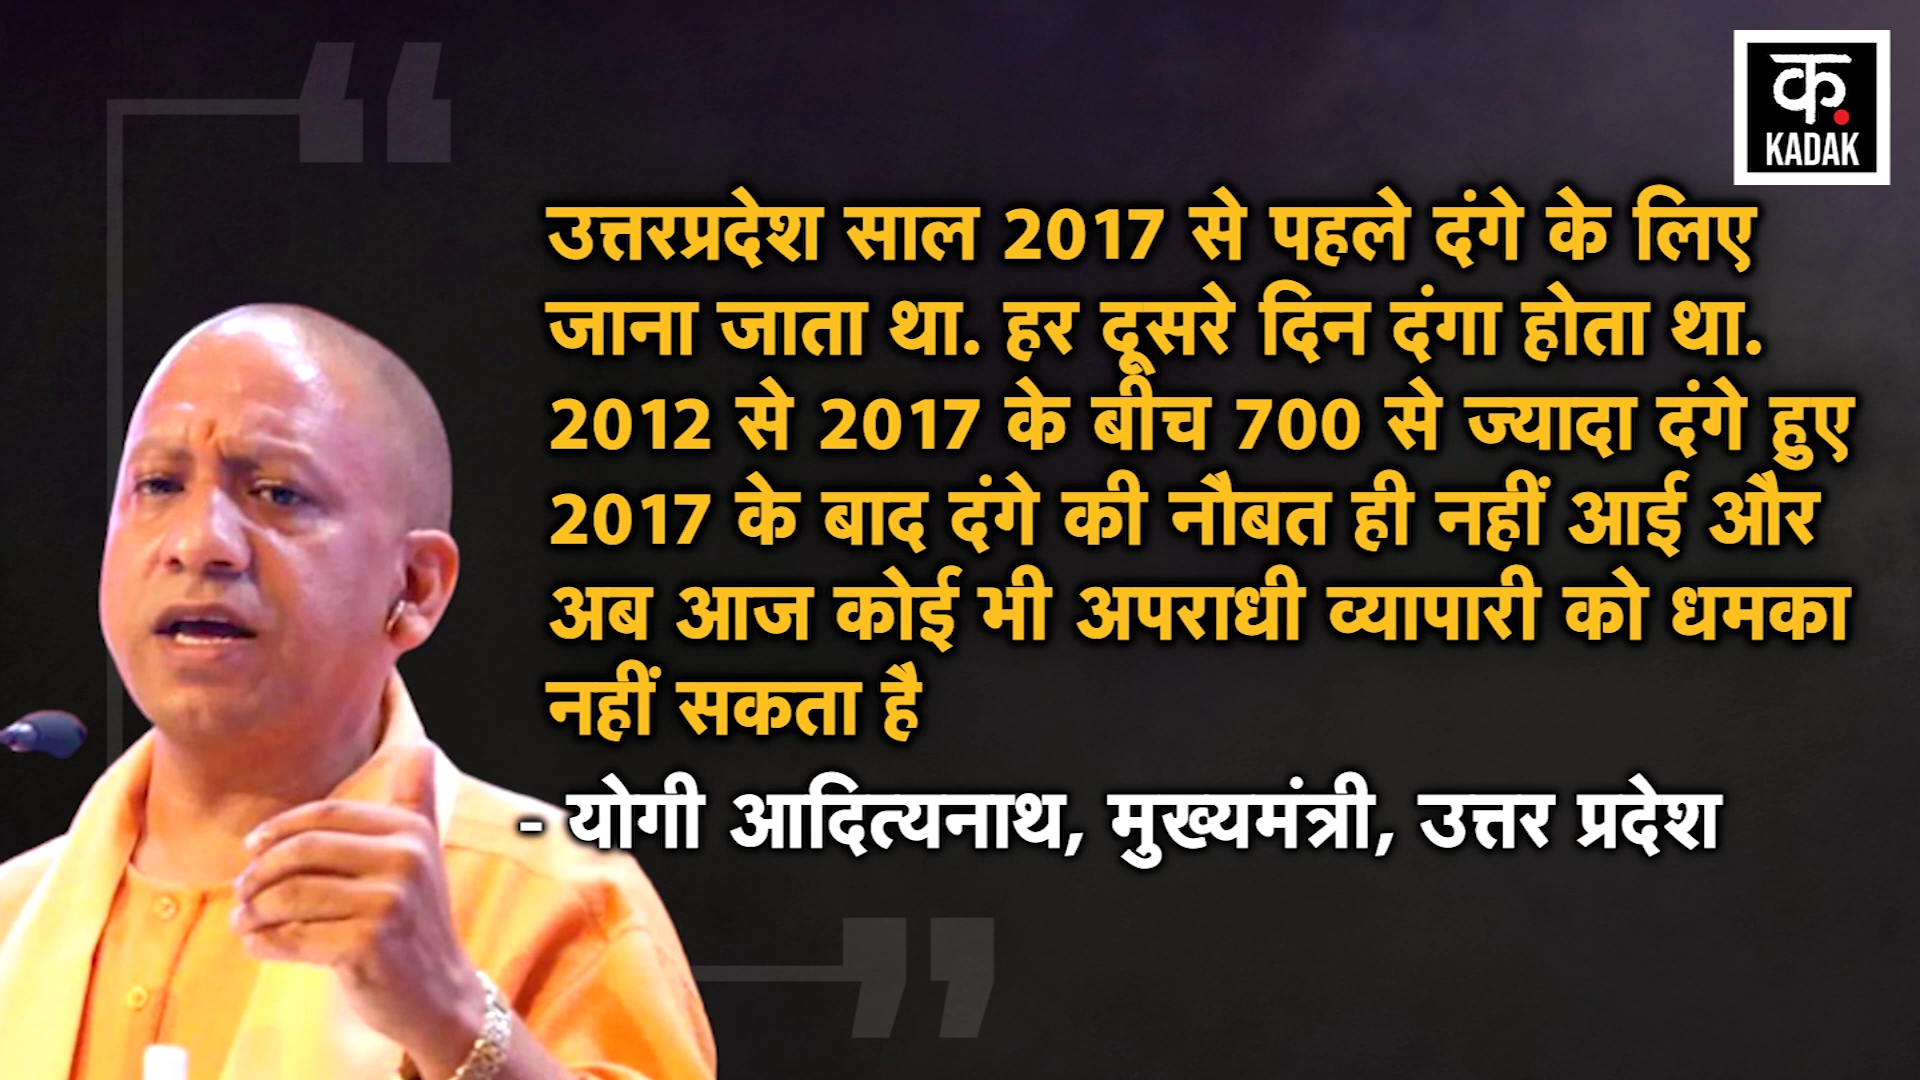 क.
KADAK
उत्तरप्रदेश साल 2017 से पहले दंगे के लिए
जाना जाता था. हर दूसरे दिन दंगा होता था.
2012 से 2017 के बीच 700 से ज्यादा दंगे हुए
2017 के बाद दंगे की नौबत ही नहीं आई और
अब आज कोई भी अपराधी व्यापारी को धमका
नहीं सकता है
- योगी आदित्यनाथ, मुख्यमंत्री, उत्तर प्रदेश